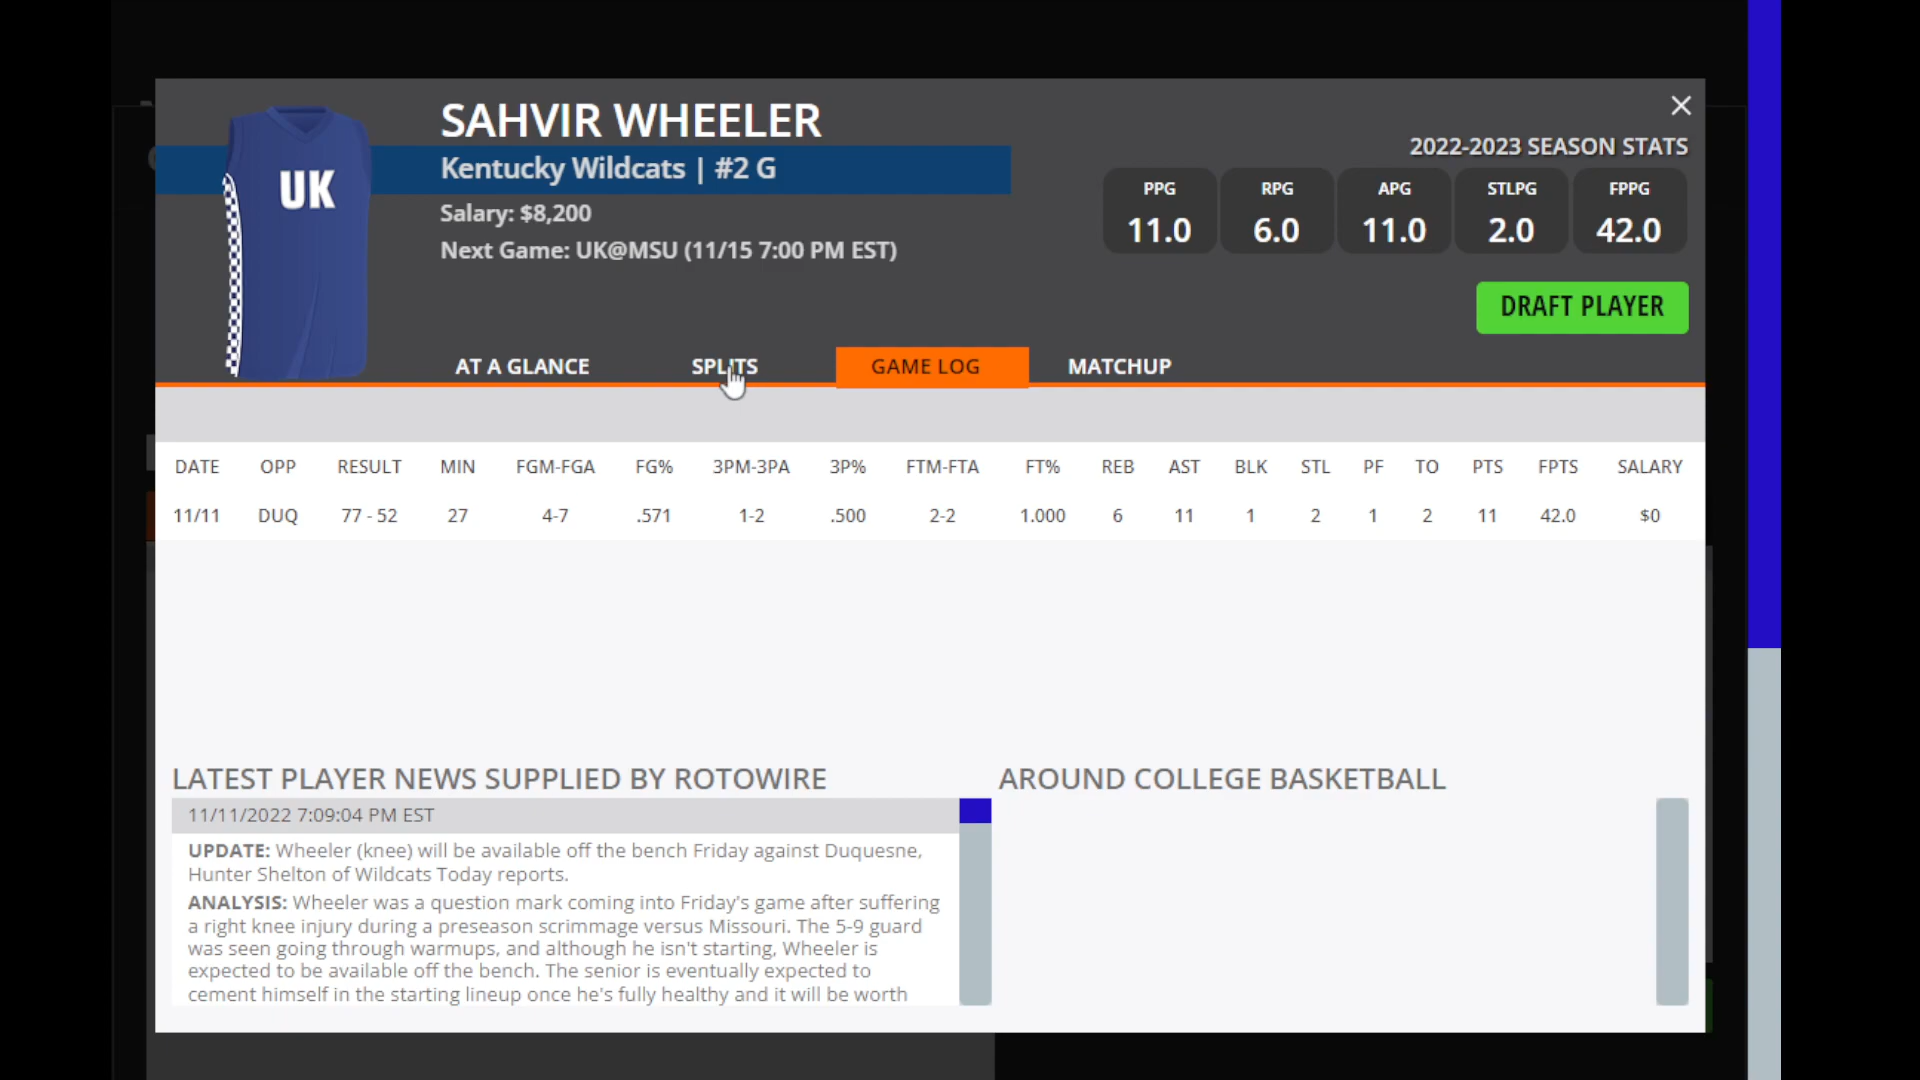 SAHVIR WHEELER
Kentucky Wildcats | #2 G
UK
Salary: $8,200
Next Game: UK@MSU (11/15 7:00 PM EST)
2022-2023 SEASON STATS
PPG RPG APG STLPG FPPG
11.0 6.0 11.0 2.0 42.0
DRAFT PLAYER
AT A GLANCE SPLITS GAME LOG MATCHUP
DATE OPP RESULT MIN FGM-FGA FG% 3PM-3PA 3P% FTM-FTA FT% REB AST BLK STL PF TO PTS FPTS SALARY
11/11 DUQ 77 - 52 27 4-7 .571 1-2 .500 2-2 1.000 6 11 1 2 1 2 11 42.0 $0
LATEST PLAYER NEWS SUPPLIED BY ROTOWIRE
11/11/2022 7:09:04 PM EST
UPDATE: Wheeler (knee) will be available off the bench Friday against Duquesne,
Hunter Shelton of Wildcats Today reports.
ANALYSIS: Wheeler was a question mark coming into Friday's game after suffering
a right knee injury during a preseason scrimmage versus Missouri. The 5-9 guard
was seen going through warmups, and although he isn't starting, Wheeler is
expected to be available off the bench. The senior is eventually expected to
cement himself in the starting lineup once he's fully healthy and it will be worth
AROUND COLLEGE BASKETBALL